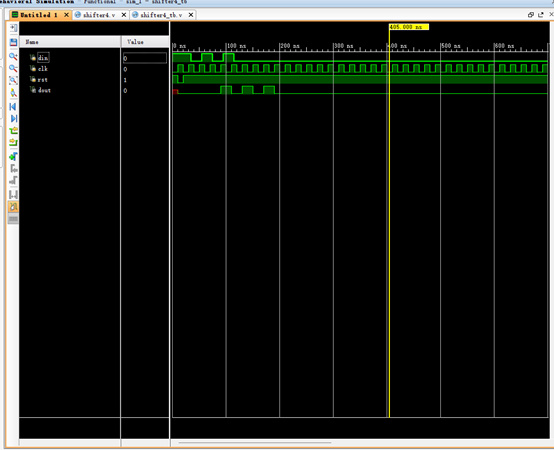 ehavioral Simulation - Functional - sim_1 - shifter4_tb
Untitled 1 × shifter4.v × shifter4_tb.v ×
Name Value
405.000 ns
0 ns 100 ns 200 ns 300 ns 400 ns 500 ns 600 ns
din 0
clk 0
rst 1
dout 0